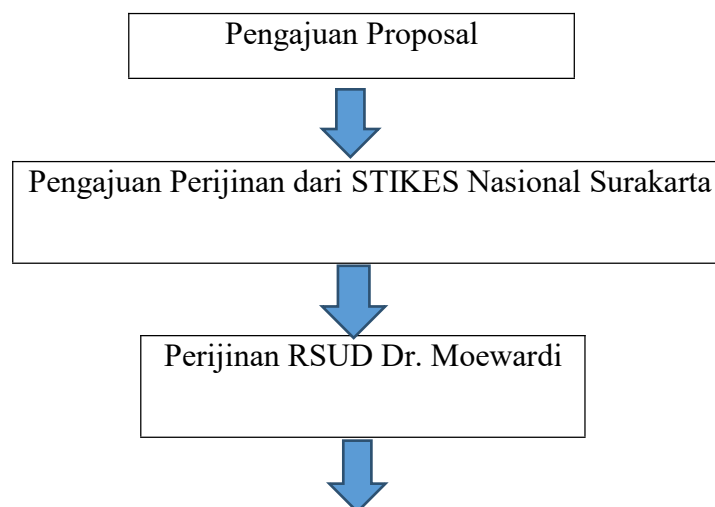 Pengajuan Proposal
Pengajuan Perijinan dari STIKES Nasional Surakarta
Perijinan RSUD Dr. Moewardi